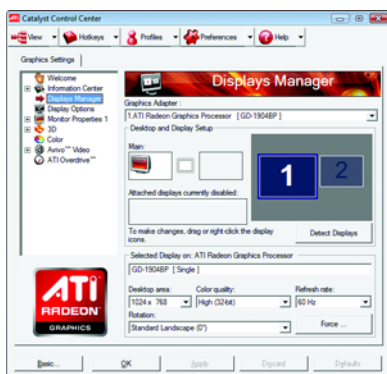 Catalyst Control Center
View Hotkeys Profiles Preferences Help
Graphics Settings
Welcome
Information Center
Displays Manager
Display Options
Monitor Properties 1
3D
Color
Avivo™ Video
ATI Overdrive™
ATI
RADEON
GRAPHICS
Displays Manager
Graphics Adapter :
1.ATI Radeon Graphics Processor [ GD-1904BP ]
Desktop and Display Setup
Main:
1
2
Attached displays currently disabled:
To make changes, drag or right-click the display
icons.
Detect Displays
Selected Display on: ATI Radeon Graphics Processor
GD-1904BP [ Single ]
Desktop area: Color quality: Refresh rate:
1024 x 768 High (32-bit) 60 Hz
Rotation:
Standard Landscape (0°)
Force ...
Basic... OK Apply Discard Defaults